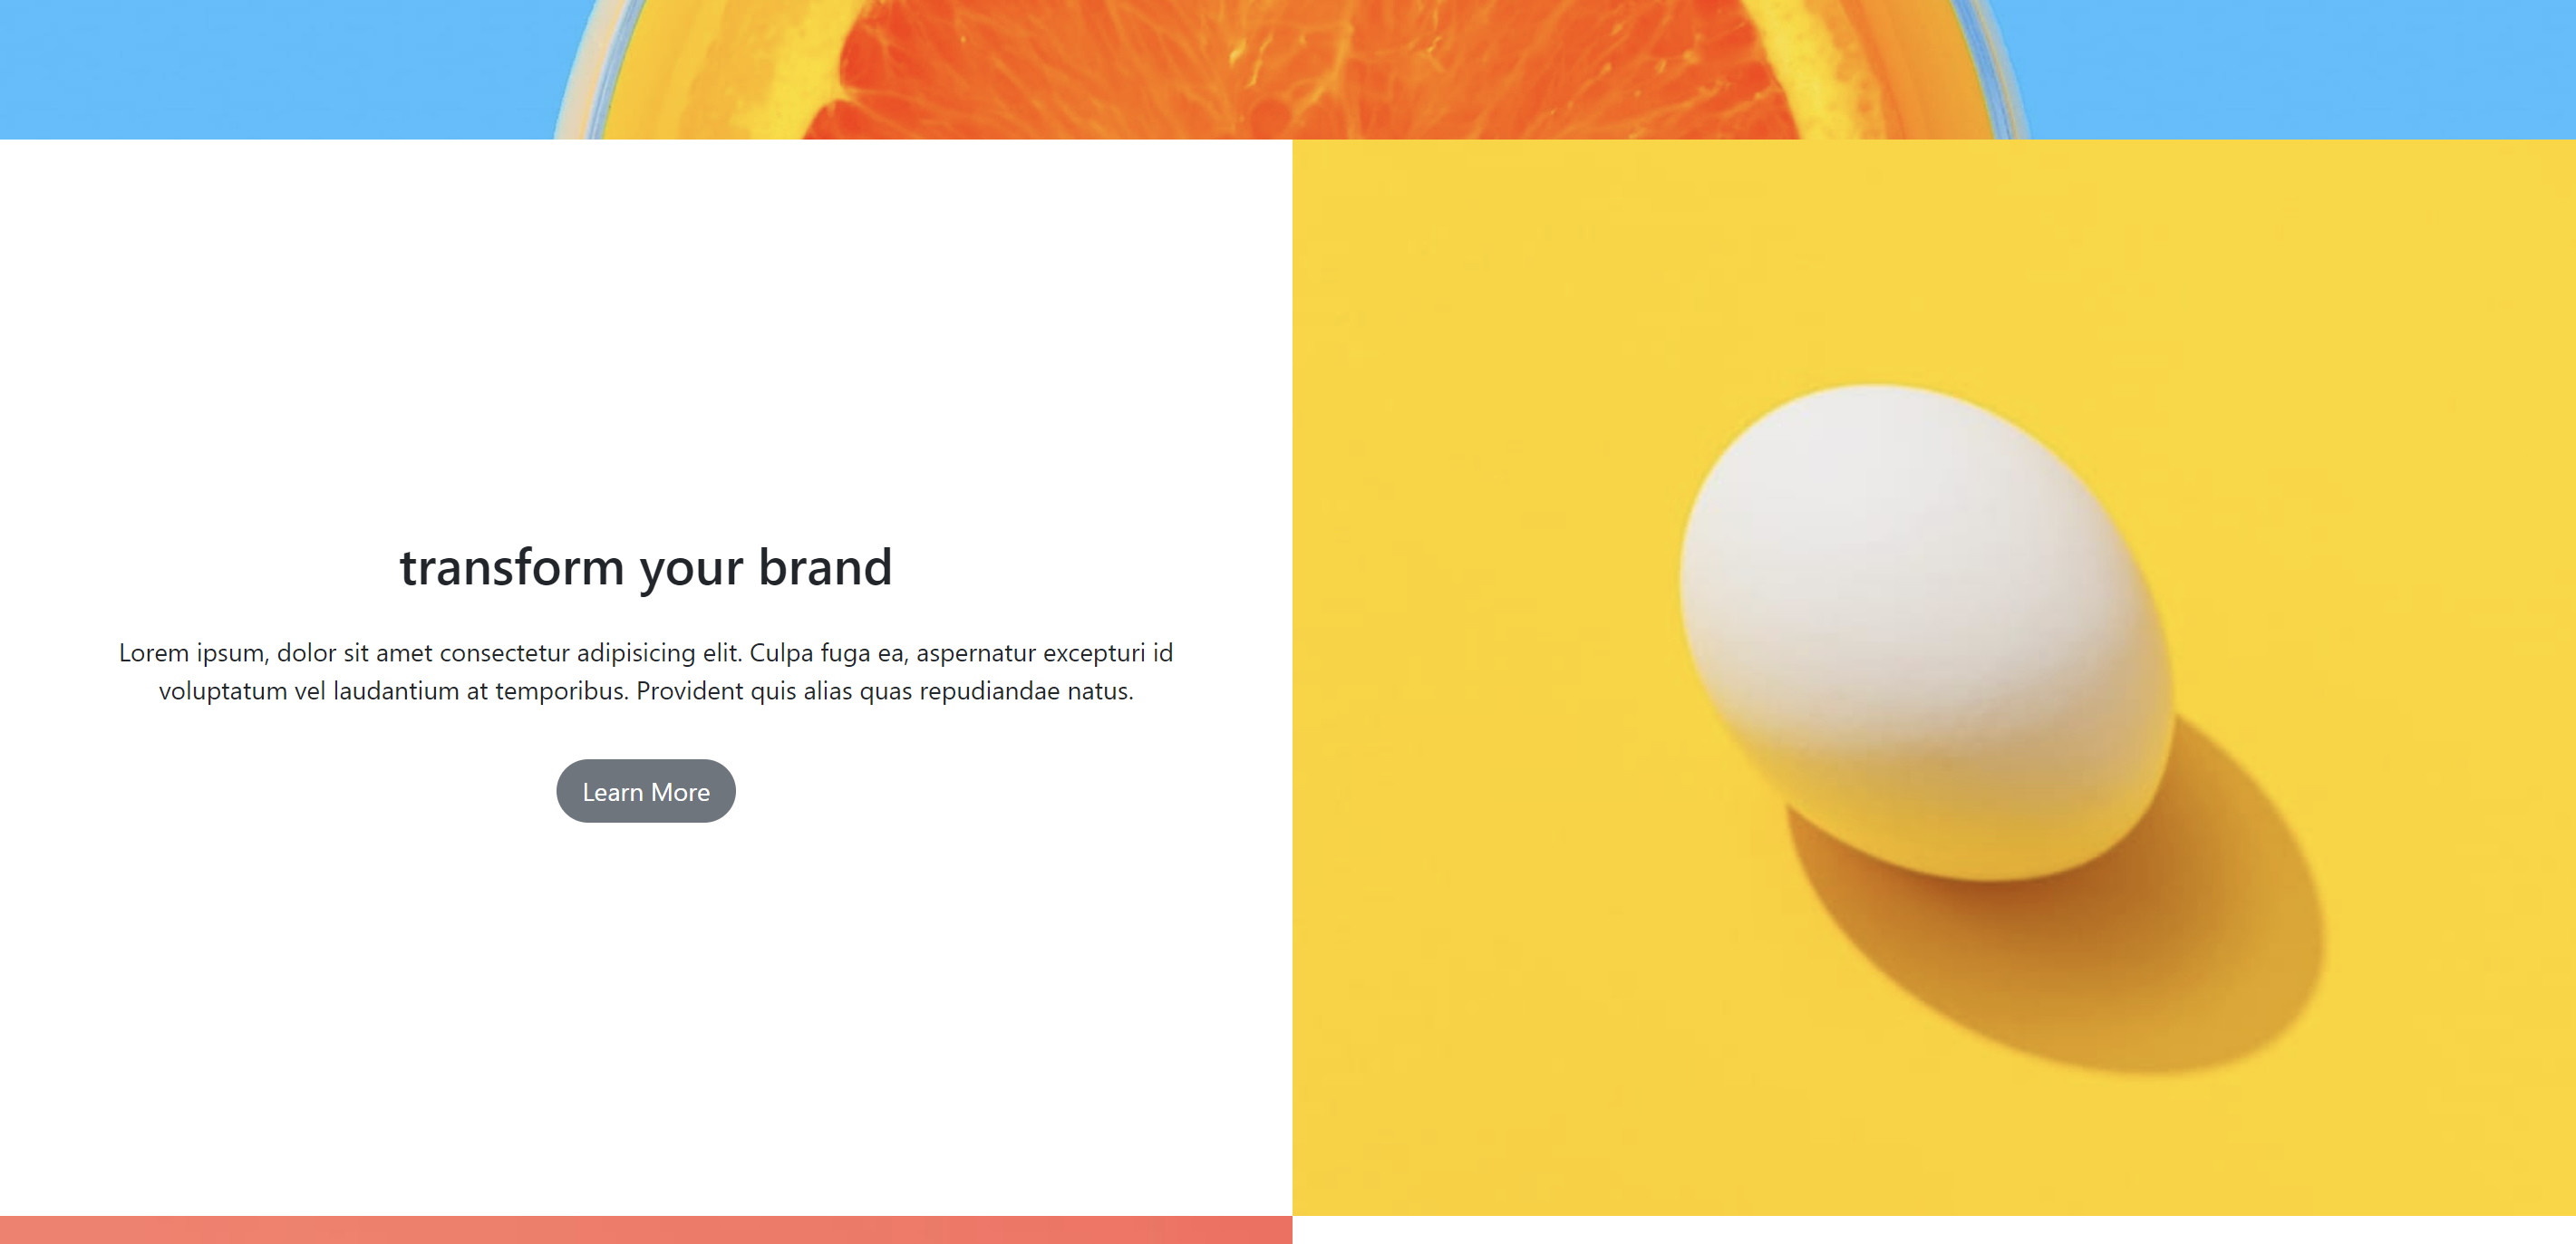 transform your brand
Lorem ipsum, dolor sit amet consectetur adipisicing elit. Culpa fuga ea, aspernatur excepturi id
voluptatum vel laudantium at temporibus. Provident quis alias quas repudiandae natus.
Learn More